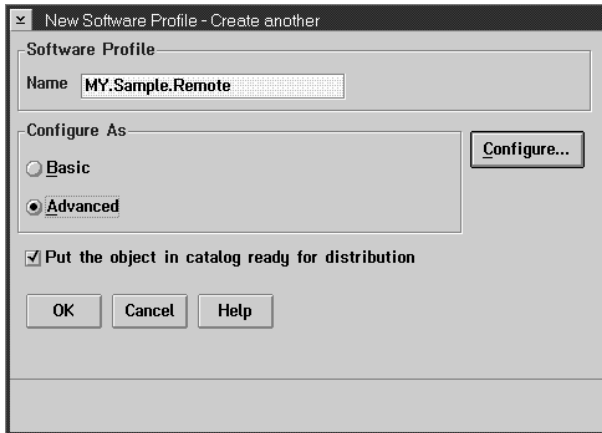 New Software Profile - Create another
Software Profile
Name MY.Sample.Remote
Configure As
Basic
Configure...
Advanced
Put the object in catalog ready for distribution
OK Cancel Help